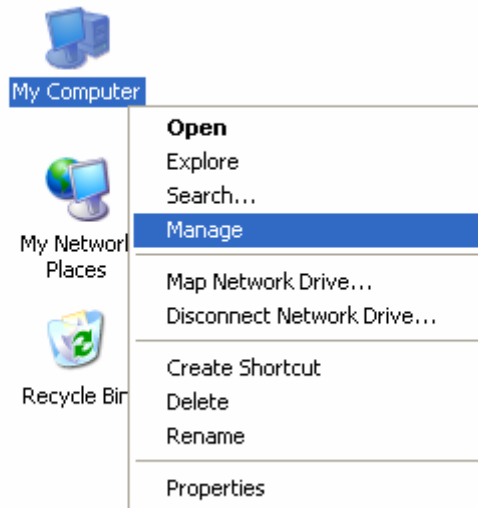 My Computer
Open
Explore
Search...
Manage
My Network
Places
Map Network Drive...
Disconnect Network Drive...
Recycle Bin
Create Shortcut
Delete
Rename
Properties